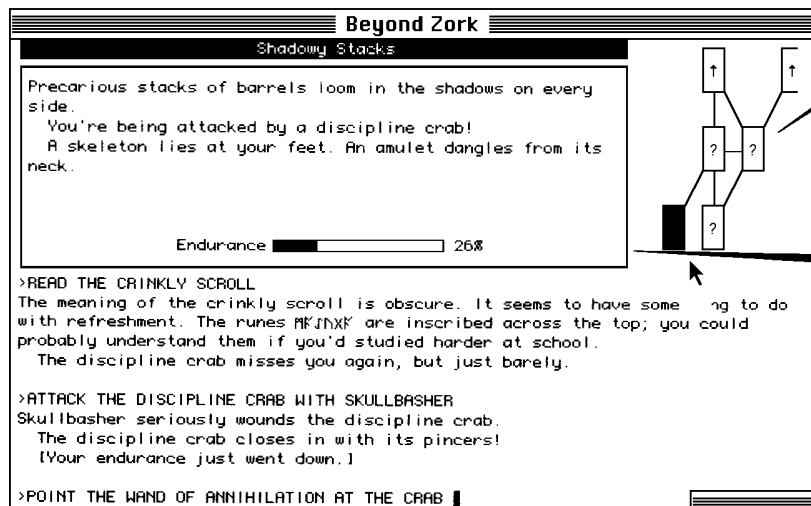 Beyond Zork
Shadowy Stacks
Precarious stacks of barrels loom in the shadows on every
side.
You're being attacked by a discipline crab!
A skeleton lies at your feet. An amulet dangles from its
neck.
Endurance 26%
↑ ↑
? ?
?
>READ THE CRINKLY SCROLL
The meaning of the crinkly scroll is obscure. It seems to have some ng to do
with refreshment. The runes are inscribed across the top; you could
probably understand them if you'd studied harder at school.
The discipline crab misses you again, but just barely.
>ATTACK THE DISCIPLINE CRAB WITH SKULLBASHER
Skullbasher seriously wounds the discipline crab.
The discipline crab closes in with its pincers!
[Your endurance just went down.]
>POINT THE WAND OF ANNIHILATION AT THE CRAB